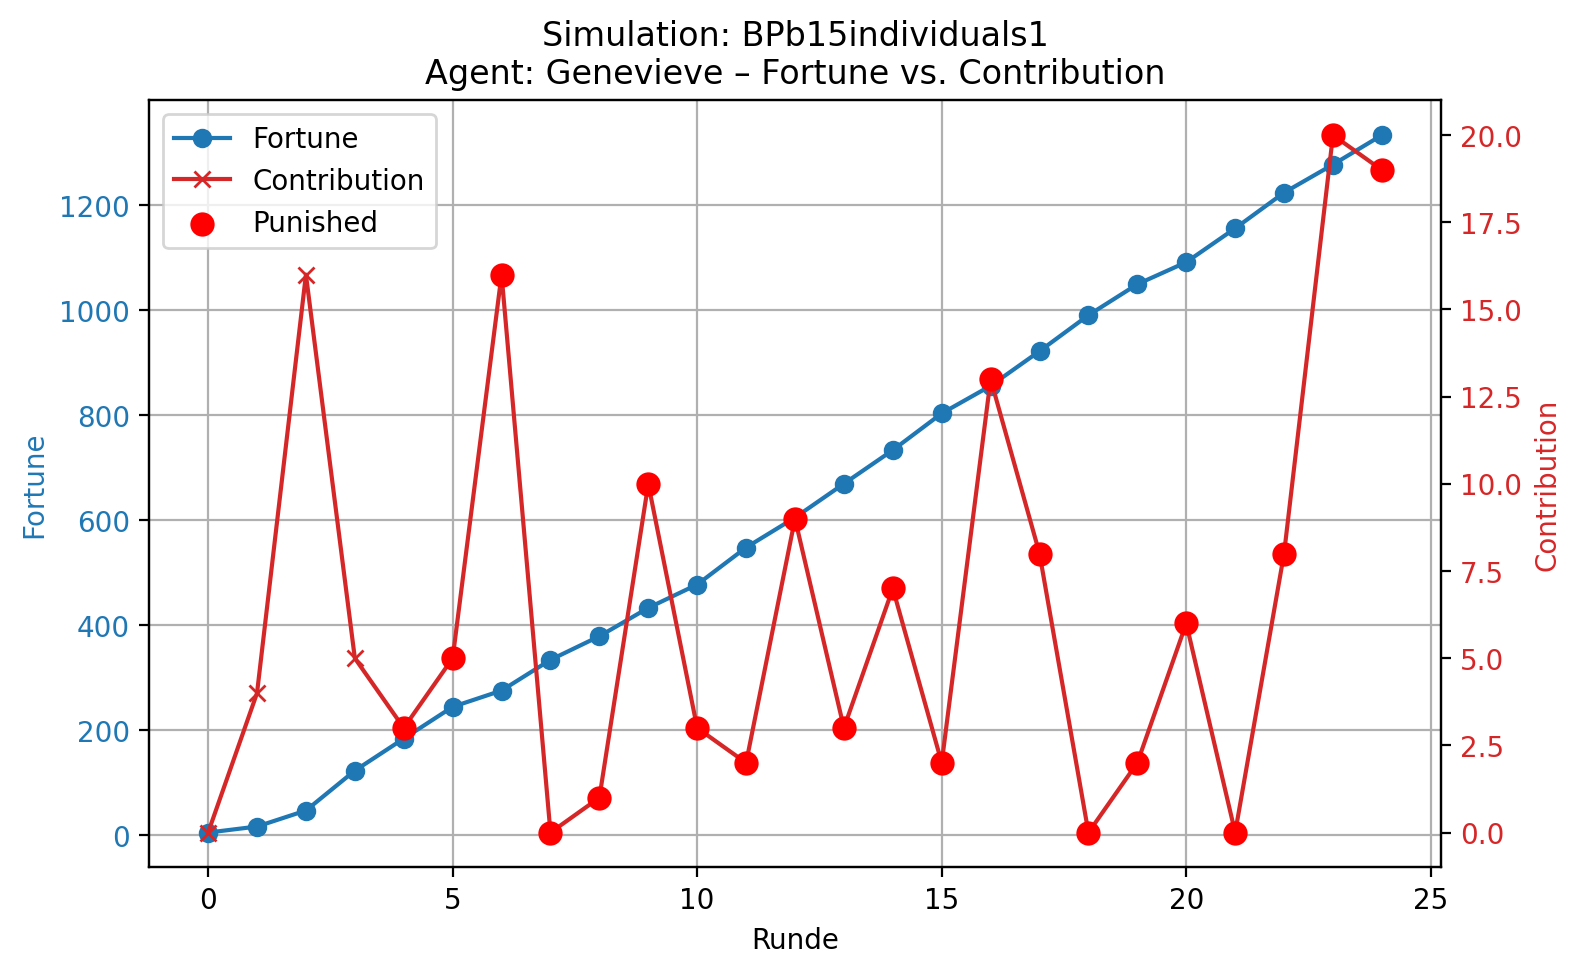 Simulation: BPb15individuals1
Agent: Genevieve – Fortune vs. Contribution
Fortune
Contribution
Punished
Fortune
1200
1000
800
600
400
200
0
20.0
17.5
15.0
12.5
10.0
7.5
5.0
2.5
0.0
Contribution
0 5 10 15 20 25
Runde